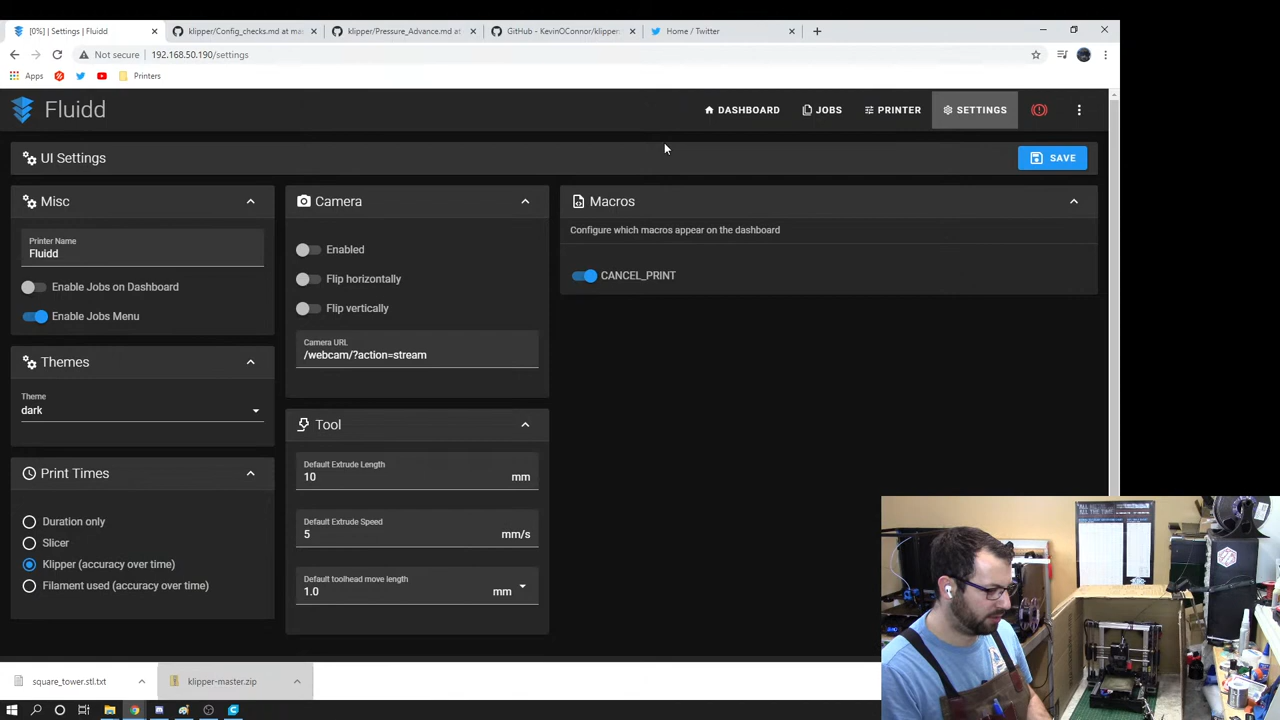 [0%] | Settings | Fluidd
klipper/Config_checks.md at mas
klipper/Pressure_Advance.md at
GitHub - KevinOConnor/klipper:
Home / Twitter
Not secure
192.168.50.190/settings
Apps
Printers
Fluidd
DASHBOARD
JOBS
PRINTER
SETTINGS
UI Settings
SAVE
Misc
Printer Name
Fluidd
Enable Jobs on Dashboard
Enable Jobs Menu
Themes
Theme
dark
Print Times
Duration only
Slicer
Klipper (accuracy over time)
Filament used (accuracy over time)
Camera
Enabled
Flip horizontally
Flip vertically
Camera URL
/webcam/?action=stream
Tool
Default Extrude Length
10 mm
Default Extrude Speed
5 mm/s
Default toolhead move length
1.0 mm
Macros
Configure which macros appear on the dashboard
CANCEL_PRINT
square_tower.stl.txt
klipper-master.zip
ALL THE TIME